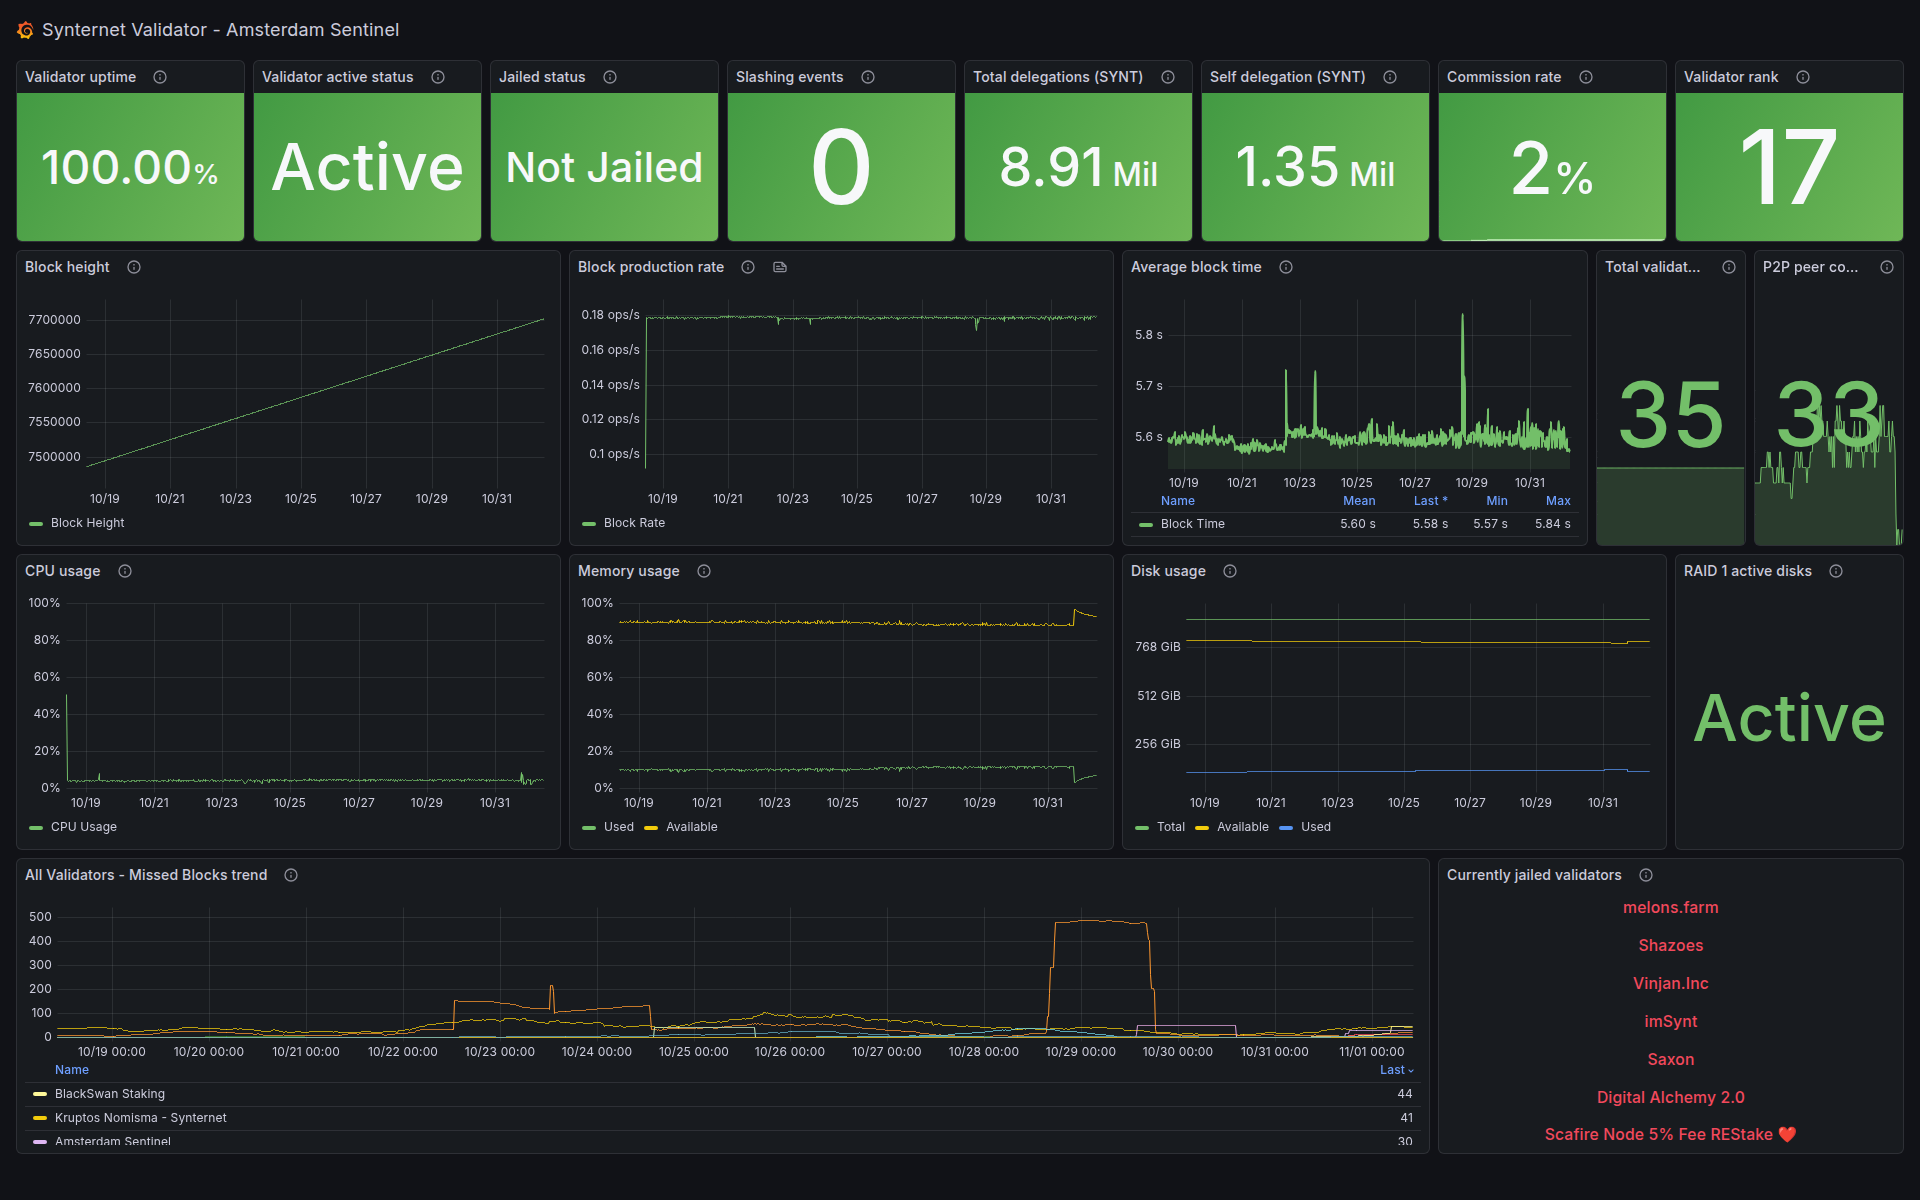 Synternet Validator - Amsterdam Sentinel
Validator uptime
100.00%
Validator active status
Active
Jailed status
Not Jailed
Slashing events
0
Total delegations (SYNT)
8.91 Mil
Self delegation (SYNT)
1.35 Mil
Commission rate
2%
Validator rank
17
Block height
7700000
7650000
7600000
7550000
7500000
10/19 10/21 10/23 10/25 10/27 10/29 10/31
Block Height
Block production rate
0.18 ops/s
0.16 ops/s
0.14 ops/s
0.12 ops/s
0.1 ops/s
10/19 10/21 10/23 10/25 10/27 10/29 10/31
Block Rate
Average block time
5.8 s
5.7 s
5.6 s
10/19 10/21 10/23 10/25 10/27 10/29 10/31
Name Mean Last * Min Max
Block Time 5.60 s 5.58 s 5.57 s 5.84 s
Total validat...
35
P2P peer co...
33
CPU usage
100%
80%
60%
40%
20%
0%
10/19 10/21 10/23 10/25 10/27 10/29 10/31
CPU Usage
Memory usage
100%
80%
60%
40%
20%
0%
10/19 10/21 10/23 10/25 10/27 10/29 10/31
Used Available
Disk usage
768 GiB
512 GiB
256 GiB
10/19 10/21 10/23 10/25 10/27 10/29 10/31
Total Available Used
RAID 1 active disks
Active
All Validators - Missed Blocks trend
500
400
300
200
100
0
10/19 00:00 10/20 00:00 10/21 00:00 10/22 00:00 10/23 00:00 10/24 00:00 10/25 00:00 10/26 00:00 10/27 00:00 10/28 00:00 10/29 00:00 10/30 00:00 10/31 00:00 11/01 00:00
Name Last
BlackSwan Staking 44
Kruptos Nomisma - Synternet 41
Amsterdam Sentinel 30
Currently jailed validators
melons.farm
Shazoes
Vinjan.Inc
imSynt
Saxon
Digital Alchemy 2.0
Scafire Node 5% Fee REStake ❤️